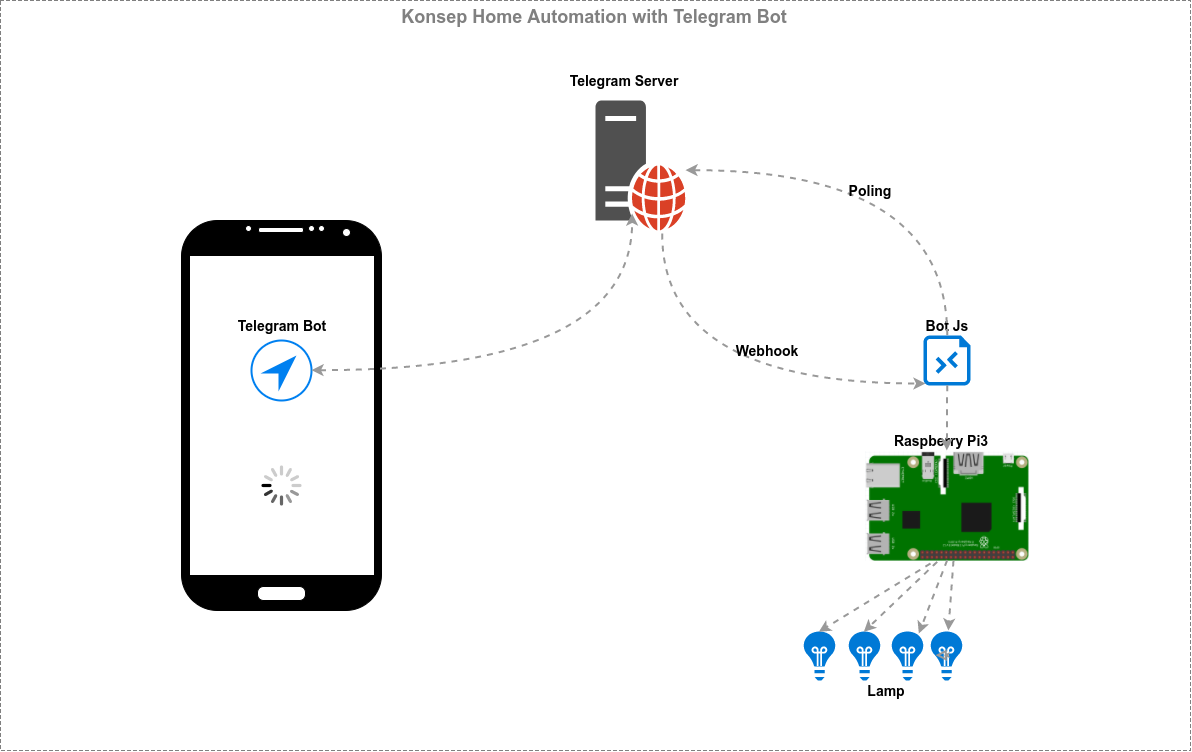 Konsep Home Automation with Telegram Bot
Telegram Server
Poling
Telegram Bot
Bot Js
Webhook
Raspberry Pi3
Lamp